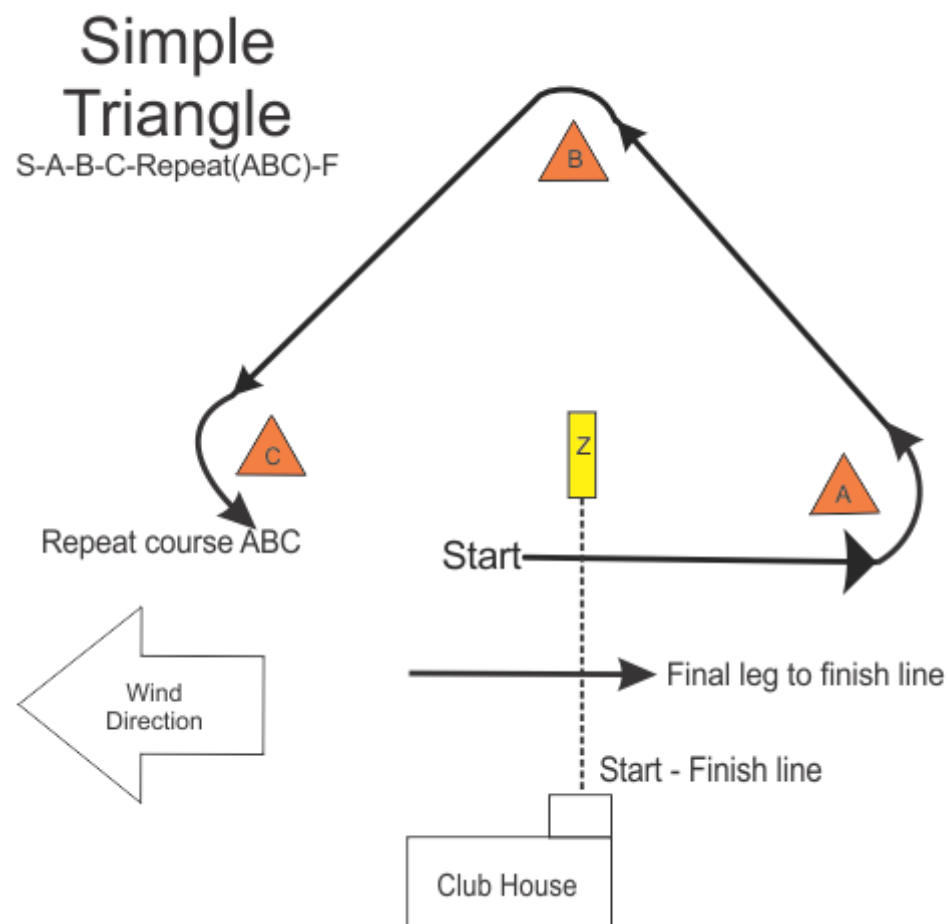 Simple
Triangle
S-A-B-C-Repeat(ABC)-F
B
Z
C
A
Repeat course ABC
Start
Wind
Direction
Final leg to finish line
Start - Finish line
Club House